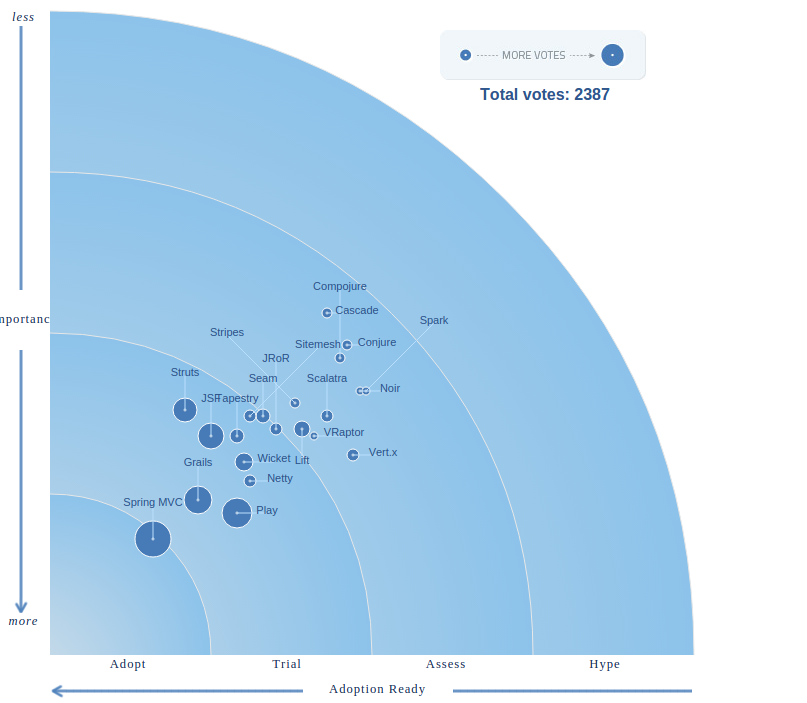 less
MORE VOTES
Total votes: 2387
Compojure
Cascade
Spark
mportanc
Stripes
Sitemesh
Conjure
JRoR
Struts
Seam
Scalatra
Noir
JSF
Tapestry
VRaptor
Vert.x
Grails
Wicket
Lift
Netty
Spring MVC
Play
more
Adopt
Trial
Assess
Hype
Adoption Ready